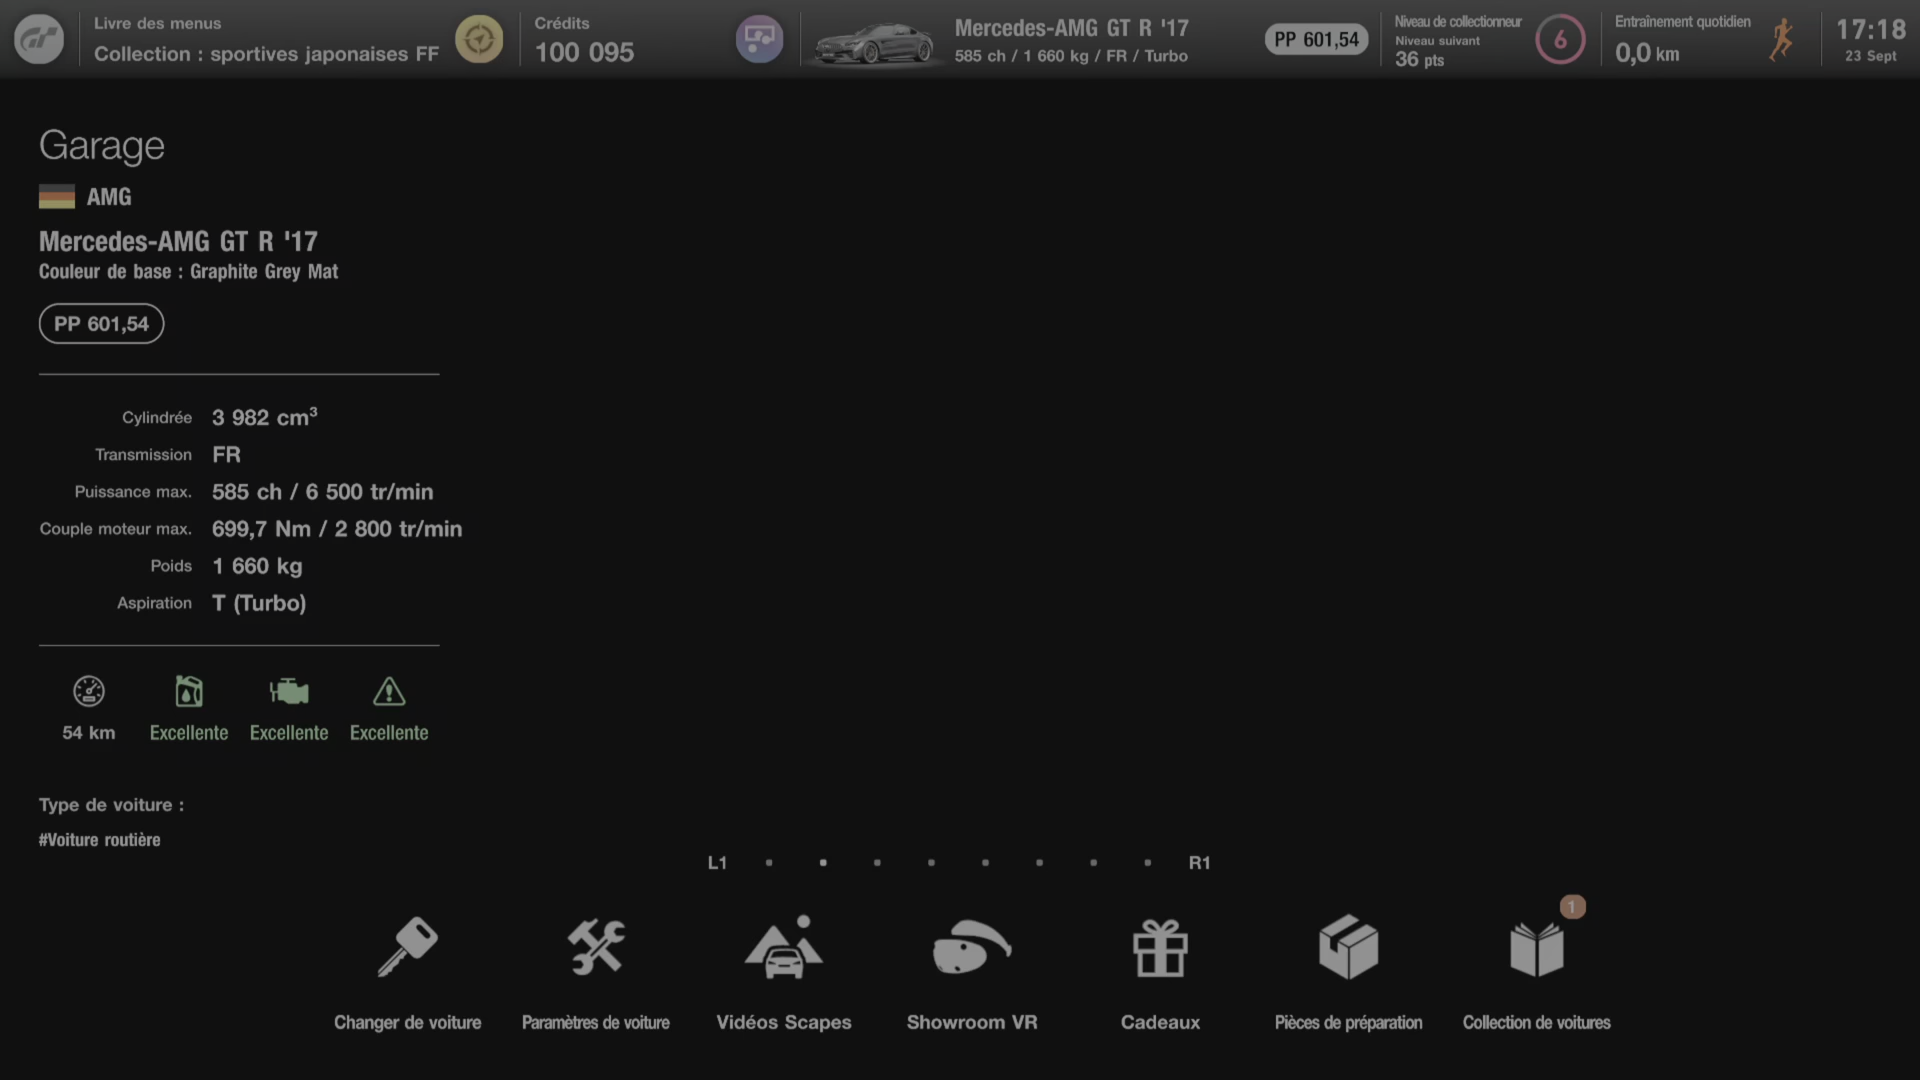 Livre des menus
Collection : sportives japonaises FF
Crédits
100 095
Mercedes-AMG GT R '17
585 ch / 1 660 kg / FR / Turbo
PP 601,54
Niveau de collectionneur
Niveau suivant
36 pts
6
Entraînement quotidien
0,0 km
17:18
23 Sept
Garage
AMG
Mercedes-AMG GT R '17
Couleur de base : Graphite Grey Mat
PP 601,54
Cylindrée 3 982 cm³
Transmission FR
Puissance max. 585 ch / 6 500 tr/min
Couple moteur max. 699,7 Nm / 2 800 tr/min
Poids 1 660 kg
Aspiration T (Turbo)
54 km Excellente Excellente Excellente
Type de voiture :
#Voiture routière
L1 R1
1
Changer de voiture Paramètres de voiture Vidéos Scapes Showroom VR Cadeaux Pièces de préparation Collection de voitures